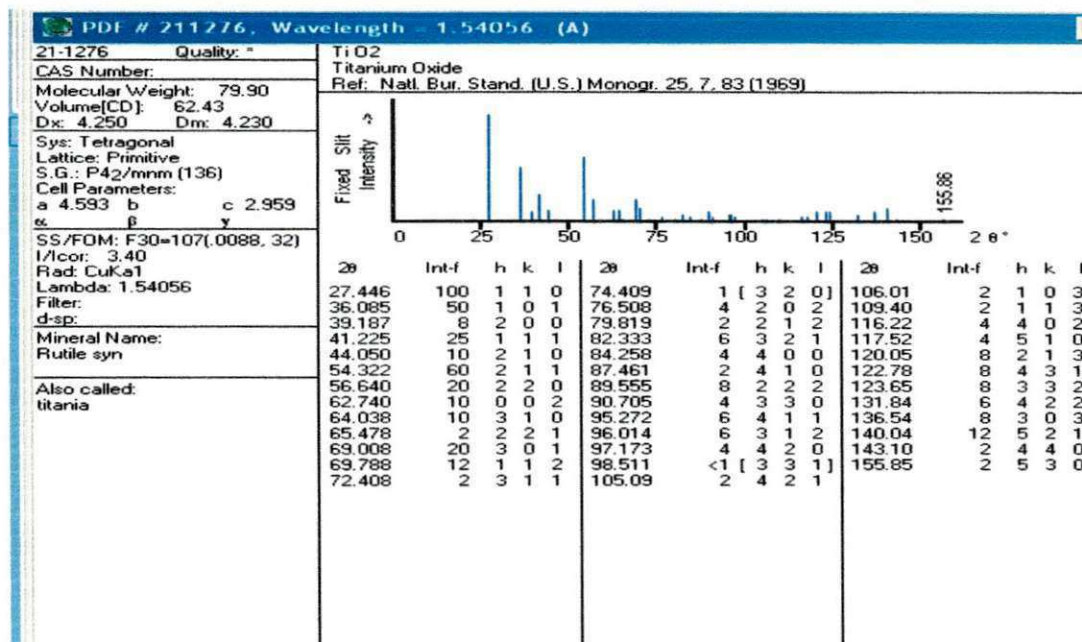 PDF # 211276, Wavelength = 1.54056 (A)
21-1276 Quality: *
CAS Number:
Molecular Weight: 79.90
Volume[CD]: 62.43
Dx: 4.250 Dm: 4.230
Sys: Tetragonal
Lattice: Primitive
S.G.: P42/mnm (136)
Cell Parameters:
a 4.593 b c 2.959
α β γ
SS/FOM: F30=107(.0088, 32)
I/Icor: 3.40
Rad: CuKa1
Lambda: 1.54056
Filter:
d-sp:
Mineral Name:
Rutile syn
Also called:
titania
Ti O2
Titanium Oxide
Ref: Natl. Bur. Stand. (U.S.) Monogr. 25, 7, 83 (1969)
Fixed Slit
Intensity ->
155.86
0 25 50 75 100 125 150 2 θ °
2θ Int-f h k l
27.446 100 1 1 0
36.085 50 1 0 1
39.187 8 2 0 0
41.225 25 1 1 1
44.050 10 2 1 0
54.322 60 2 1 1
56.640 20 2 2 0
62.740 10 0 0 2
64.038 10 3 1 0
65.478 2 2 2 1
69.008 20 3 0 1
69.788 12 1 1 2
72.408 2 3 1 1
2θ Int-f h k l
74.409 1 [ 3 2 0]
76.508 4 2 0 2
79.819 2 2 1 2
82.333 6 3 2 1
84.258 4 4 0 0
87.461 2 4 1 0
89.555 8 2 2 2
90.705 4 3 3 0
95.272 6 4 1 1
96.014 6 3 1 2
97.173 4 4 2 0
98.511 <1 [ 3 3 1]
105.09 2 4 2 1
2θ Int-f h k l
106.01 2 1 0 3
109.40 2 1 1 3
116.22 4 4 0 2
117.52 4 5 1 0
120.05 8 2 1 3
122.78 8 4 3 1
123.65 8 3 3 2
131.84 6 4 2 2
136.54 8 3 0 3
140.04 12 5 2 1
143.10 2 4 4 0
155.85 2 5 3 0